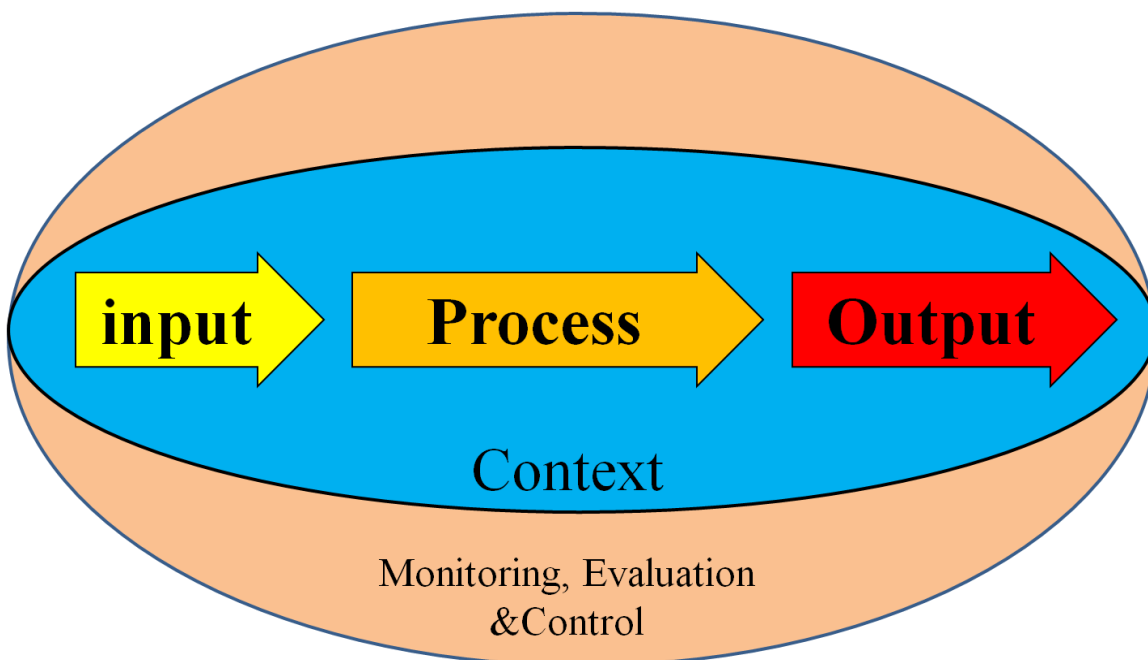 input
Process
Output
Context
Monitoring, Evaluation
&Control